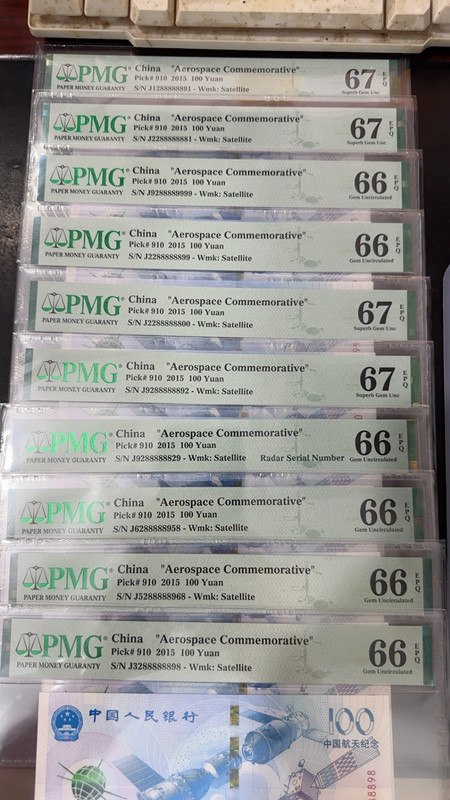 PMG
PAPER MONEY GUARANTY
China "Aerospace Commemorative"
Pick# 910 2015 100 Yuan
S/N J1288888891 - Wmk: Satellite
67 EPQ
Superb Gem Unc
PMG
PAPER MONEY GUARANTY
China "Aerospace Commemorative"
Pick# 910 2015 100 Yuan
S/N J2288888881 - Wmk: Satellite
67 EPQ
Superb Gem Unc
PMG
PAPER MONEY GUARANTY
China "Aerospace Commemorative"
Pick# 910 2015 100 Yuan
S/N J9288889999 - Wmk: Satellite
66 EPQ
Gem Uncirculated
PMG
PAPER MONEY GUARANTY
China "Aerospace Commemorative"
Pick# 910 2015 100 Yuan
S/N J2288888899 - Wmk: Satellite
66 EPQ
Gem Uncirculated
PMG
PAPER MONEY GUARANTY
China "Aerospace Commemorative"
Pick# 910 2015 100 Yuan
S/N J2288888800 - Wmk: Satellite
67 EPQ
Superb Gem Unc
PMG
PAPER MONEY GUARANTY
China "Aerospace Commemorative"
Pick# 910 2015 100 Yuan
S/N J9288888892 - Wmk: Satellite
67 EPQ
Superb Gem Unc
PMG
PAPER MONEY GUARANTY
China "Aerospace Commemorative"
Pick# 910 2015 100 Yuan
S/N J9288888829 - Wmk: Satellite Radar Serial Number
66 EPQ
Gem Uncirculated
PMG
PAPER MONEY GUARANTY
China "Aerospace Commemorative"
Pick# 910 2015 100 Yuan
S/N J6288888958 - Wmk: Satellite
66 EPQ
Gem Uncirculated
PMG
PAPER MONEY GUARANTY
China "Aerospace Commemorative"
Pick# 910 2015 100 Yuan
S/N J5288888968 - Wmk: Satellite
66 EPQ
Gem Uncirculated
PMG
PAPER MONEY GUARANTY
China "Aerospace Commemorative"
Pick# 910 2015 100 Yuan
S/N J3288888898 - Wmk: Satellite
66 EPQ
Gem Uncirculated
中国人民银行
100
中国航天纪念
8898